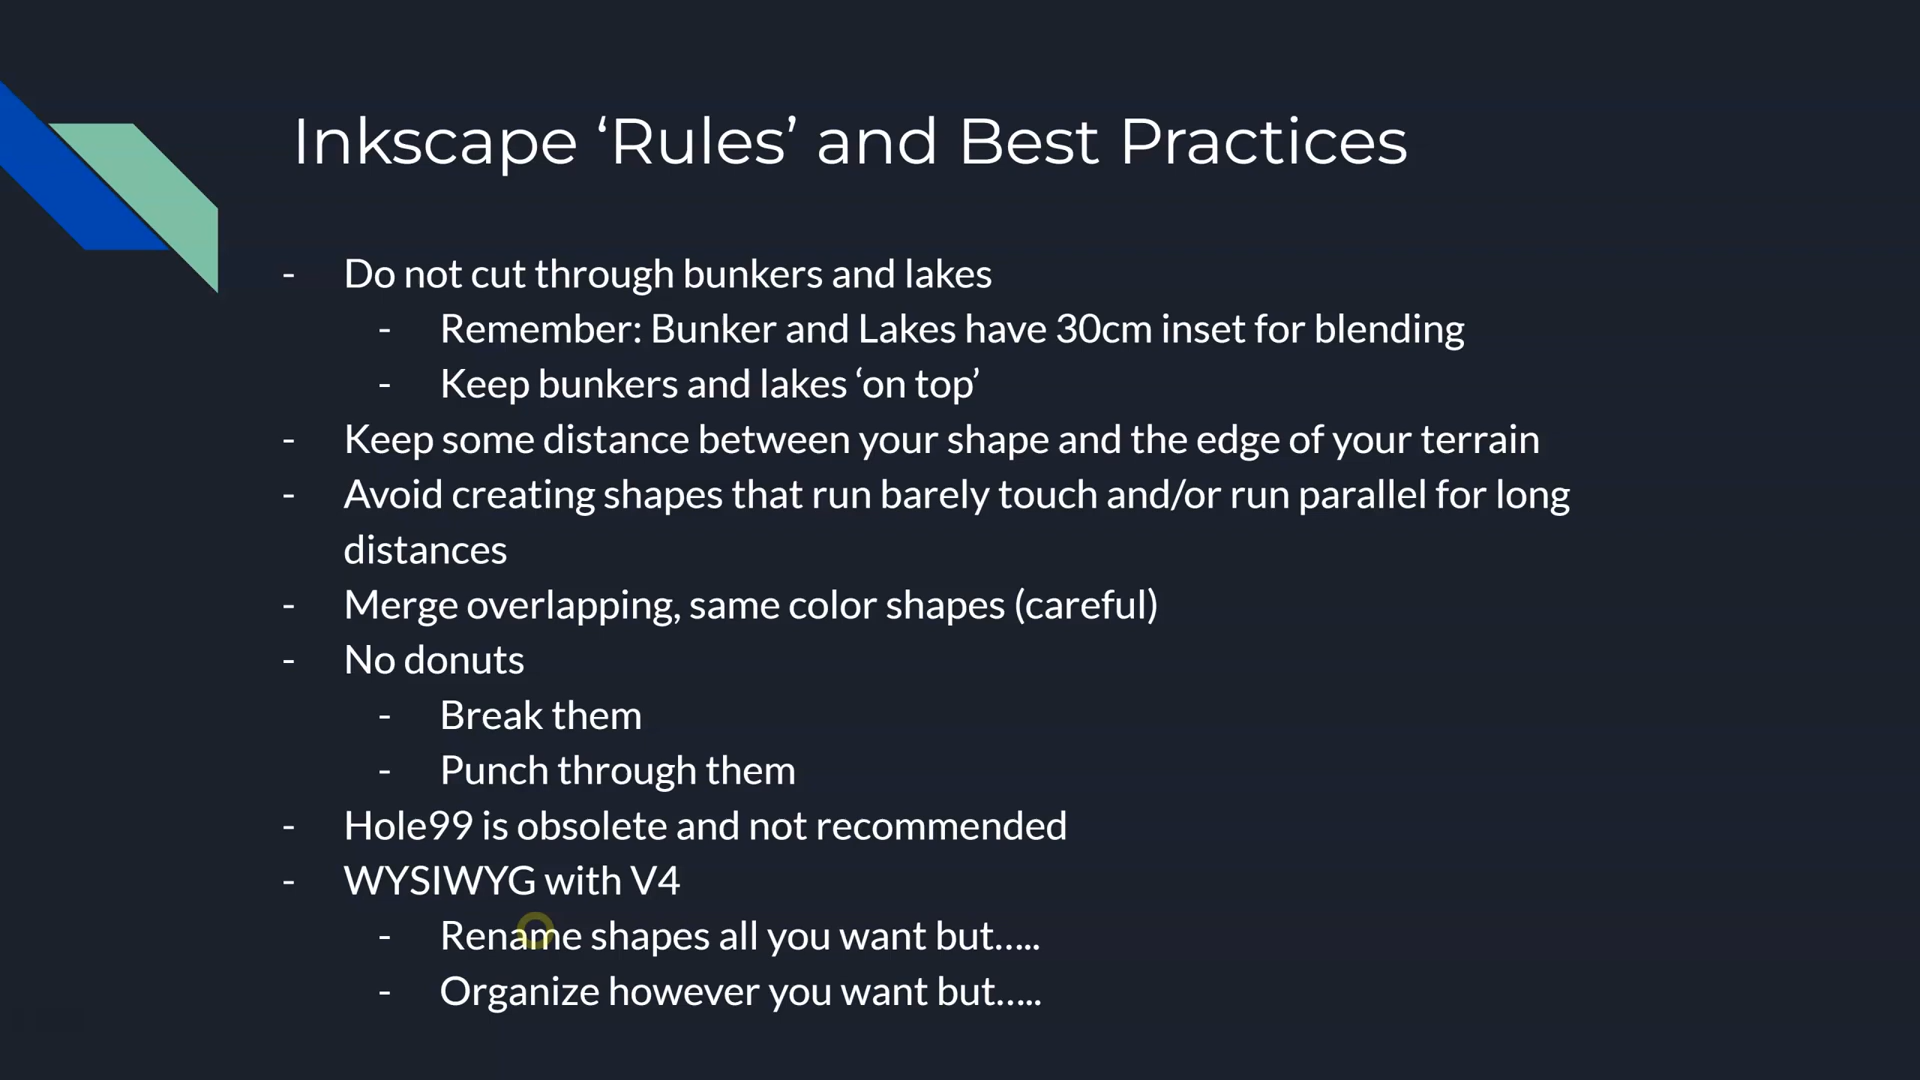 Inkscape ‘Rules’ and Best Practices
- Do not cut through bunkers and lakes
- Remember: Bunker and Lakes have 30cm inset for blending
- Keep bunkers and lakes ‘on top’
- Keep some distance between your shape and the edge of your terrain
- Avoid creating shapes that run barely touch and/or run parallel for long
distances
- Merge overlapping, same color shapes (careful)
- No donuts
- Break them
- Punch through them
- Hole99 is obsolete and not recommended
- WYSIWYG with V4
- Rename shapes all you want but.....
- Organize however you want but.....